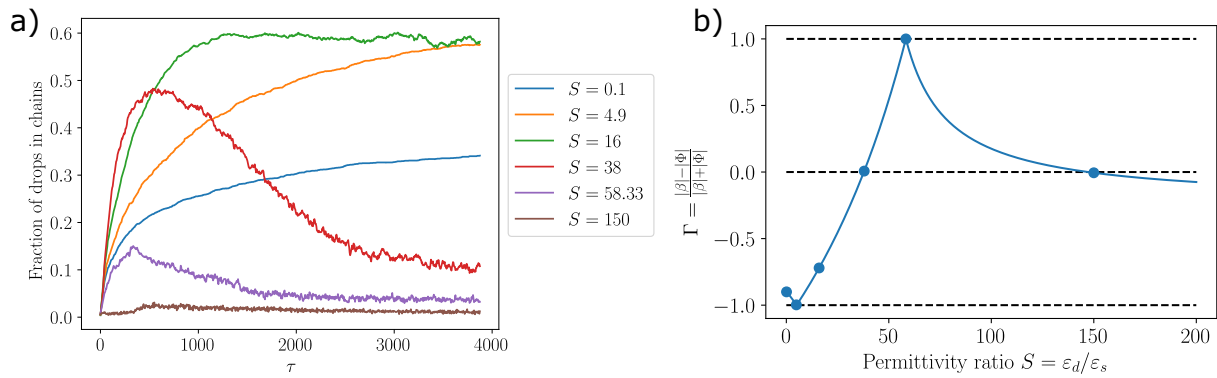 a)
0.6
0.5
0.4
0.3
0.2
0.1
0.0
Fraction of drops in chains
0
1000
2000
3000
4000
τ
S = 0.1
S = 4.9
S = 16
S = 38
S = 58.33
S = 150
b)
1.0
0.5
0.0
−0.5
−1.0
Γ = |β|−|Φ| / |β|+|Φ|
0
50
100
150
200
Permittivity ratio S = ε_d/ε_s